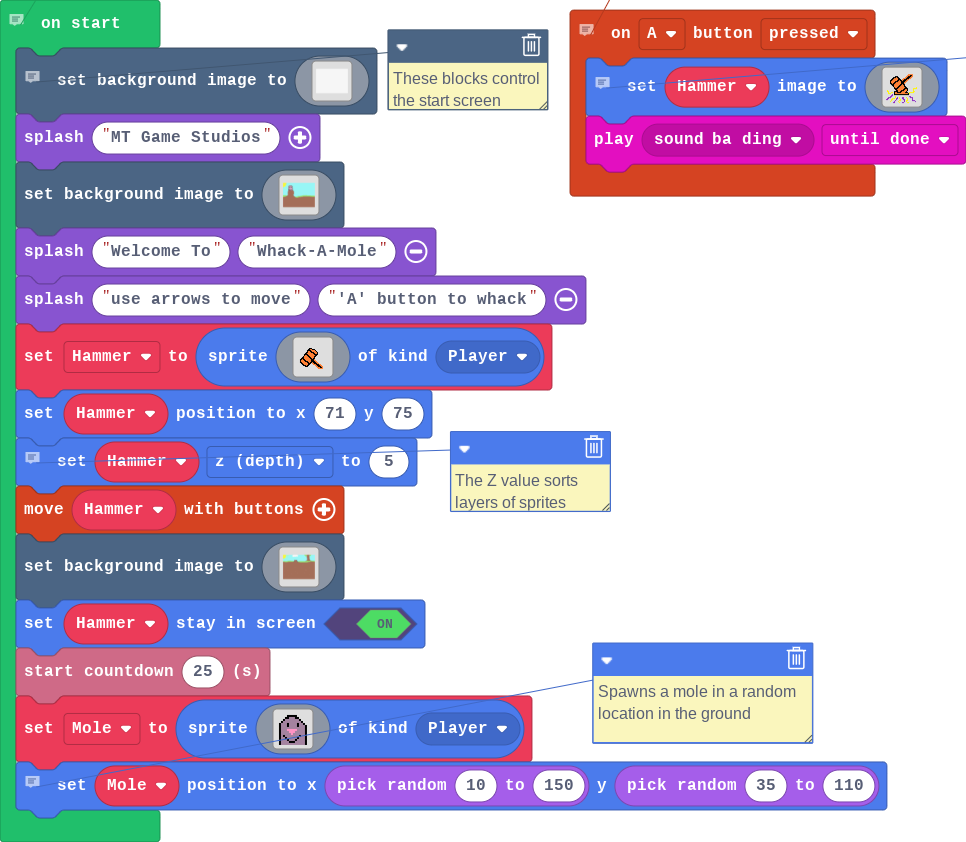 on start
set background image to
These blocks control
the start screen
splash "MT Game Studios"
set background image to
splash "Welcome To" "Whack-A-Mole"
splash "use arrows to move" "'A' button to whack"
set Hammer to sprite of kind Player
set Hammer position to x 71 y 75
set Hammer z (depth) to 5
The Z value sorts
layers of sprites
move Hammer with buttons
set background image to
set Hammer stay in screen ON
start countdown 25 (s)
Spawns a mole in a random
location in the ground
set Mole to sprite of kind Player
set Mole position to x pick random 10 to 150 y pick random 35 to 110
on A button pressed
set Hammer image to
play sound ba ding until done